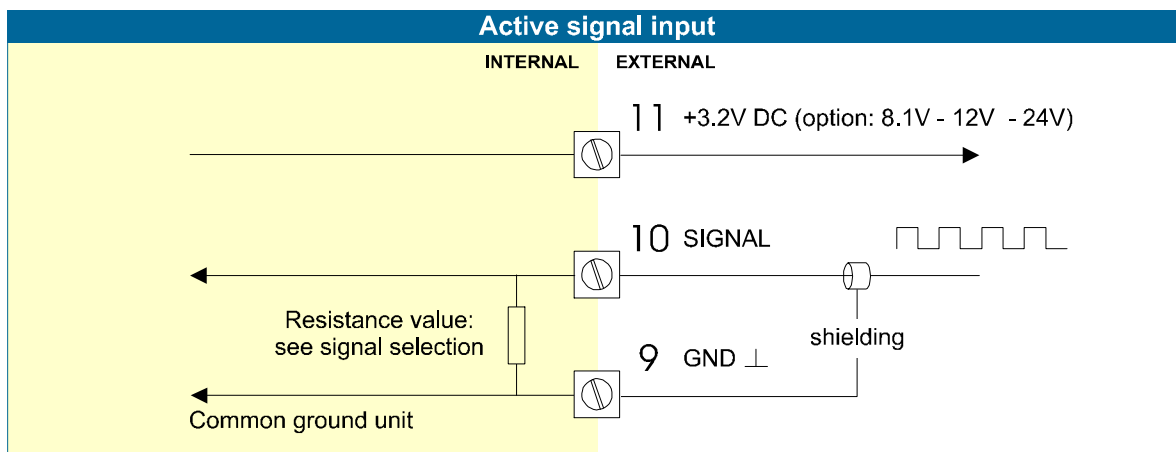 Active signal input
INTERNAL EXTERNAL
11 +3.2V DC (option: 8.1V - 12V - 24V)
10 SIGNAL
Resistance value:
see signal selection
shielding
9 GND ⊥
Common ground unit